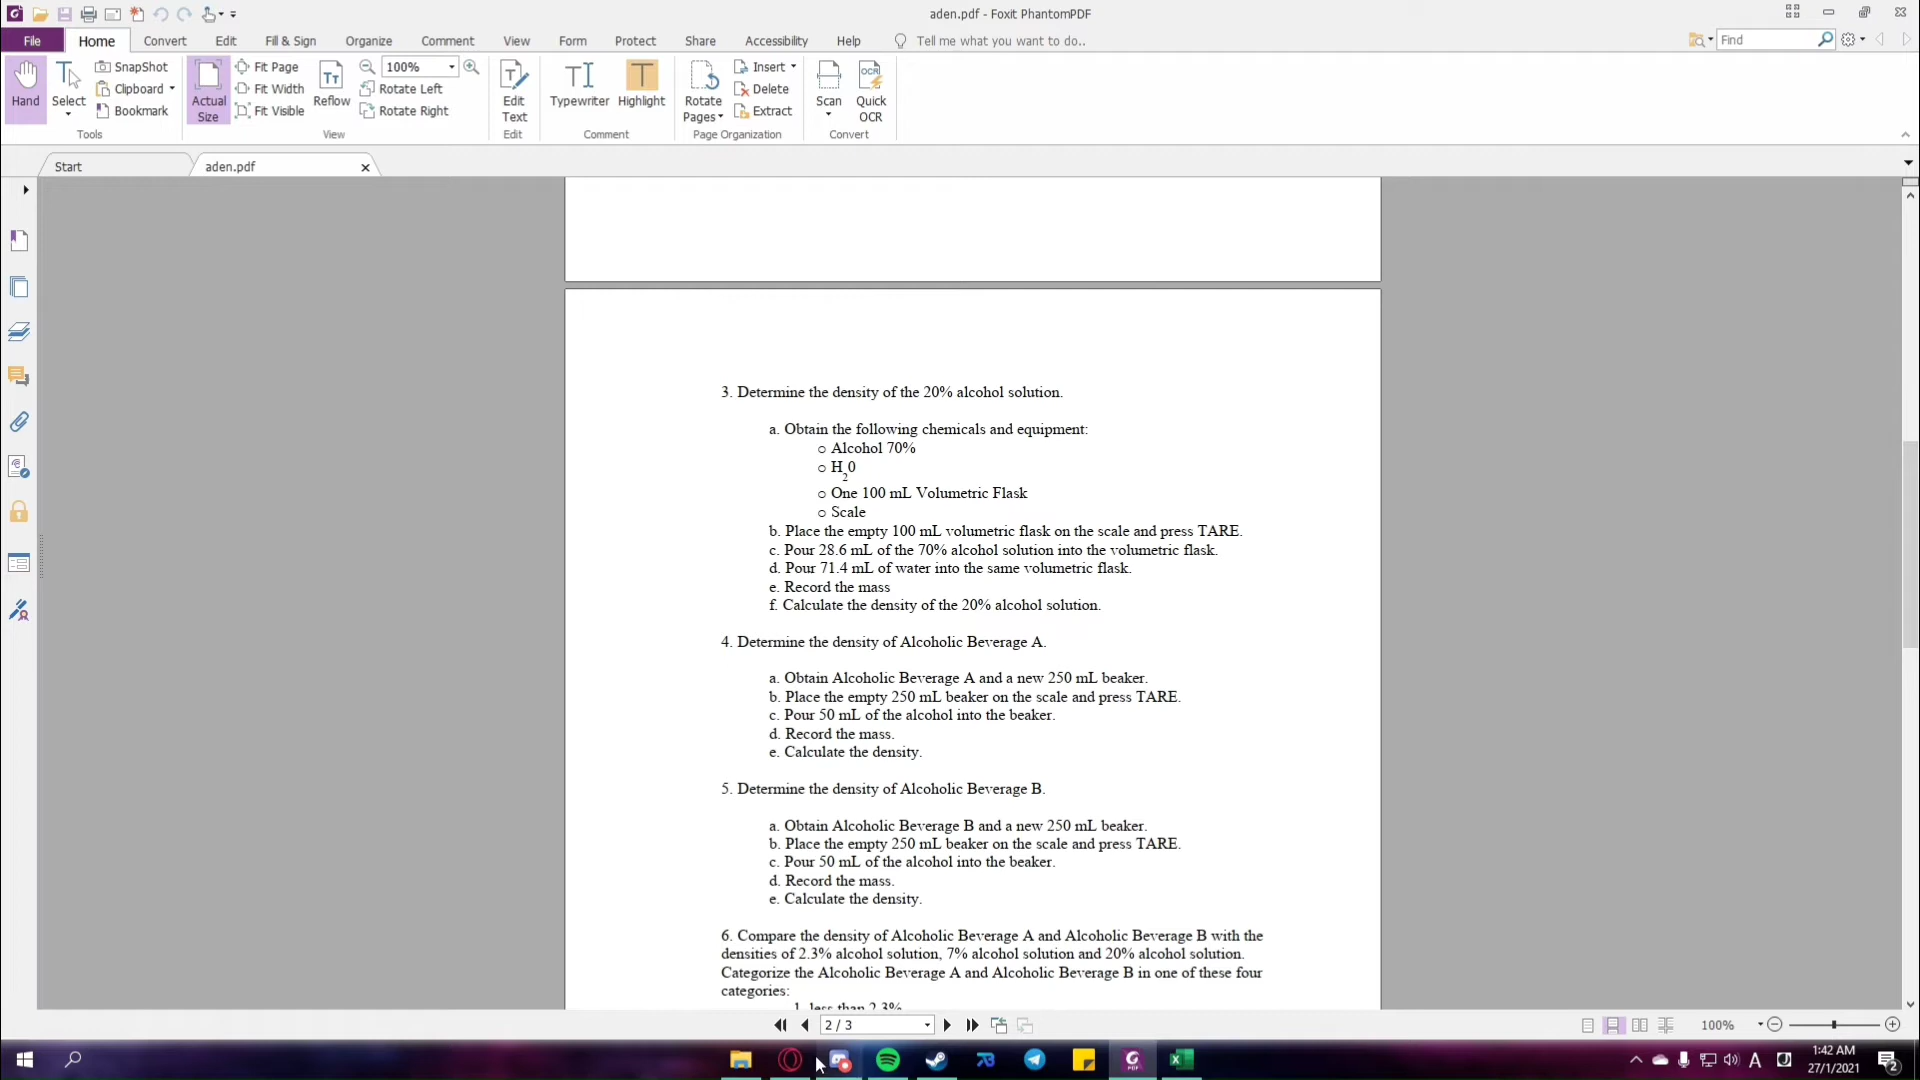 aden.pdf - Foxit PhantomPDF
File Home Convert Edit Fill & Sign Organize Comment View Form Protect Share Accessibility Help Tell me what you want to do.. Find
Hand
Select
SnapShot
Clipboard
Bookmark
Tools
Actual
Size
Fit Page
Fit Width
Fit Visible
Reflow
100%
Rotate Left
Rotate Right
View
Edit
Text
Edit
Typewriter
Highlight
Comment
Rotate
Pages
Insert
Delete
Extract
Page Organization
Scan
Quick
OCR
Convert
Start
aden.pdf
3. Determine the density of the 20% alcohol solution.
a. Obtain the following chemicals and equipment:
o Alcohol 70%
o H20
o One 100 mL Volumetric Flask
o Scale
b. Place the empty 100 mL volumetric flask on the scale and press TARE.
c. Pour 28.6 mL of the 70% alcohol solution into the volumetric flask.
d. Pour 71.4 mL of water into the same volumetric flask.
e. Record the mass
f. Calculate the density of the 20% alcohol solution.
4. Determine the density of Alcoholic Beverage A.
a. Obtain Alcoholic Beverage A and a new 250 mL beaker.
b. Place the empty 250 mL beaker on the scale and press TARE.
c. Pour 50 mL of the alcohol into the beaker.
d. Record the mass.
e. Calculate the density.
5. Determine the density of Alcoholic Beverage B.
a. Obtain Alcoholic Beverage B and a new 250 mL beaker.
b. Place the empty 250 mL beaker on the scale and press TARE.
c. Pour 50 mL of the alcohol into the beaker.
d. Record the mass.
e. Calculate the density.
6. Compare the density of Alcoholic Beverage A and Alcoholic Beverage B with the
densities of 2.3% alcohol solution, 7% alcohol solution and 20% alcohol solution.
Categorize the Alcoholic Beverage A and Alcoholic Beverage B in one of these four
categories:
1. less than 2.3%
2 / 3
100%
1:42 AM
27/1/2021